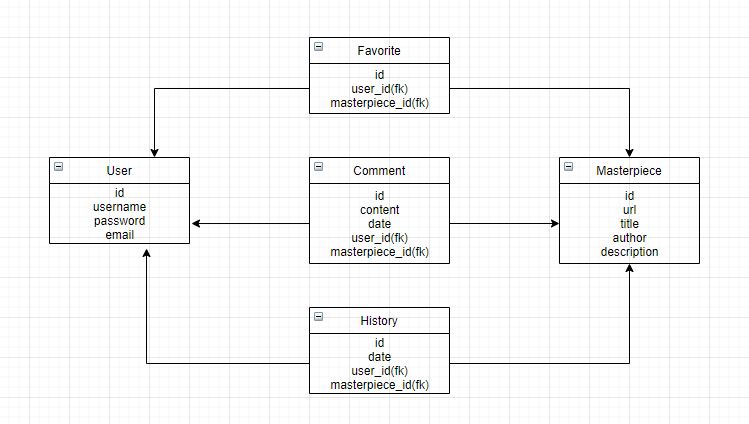 Favorite
id
user_id(fk)
masterpiece_id(fk)
User
id
username
password
email
Comment
id
content
date
user_id(fk)
masterpiece_id(fk)
Masterpiece
id
url
title
author
description
History
id
date
user_id(fk)
masterpiece_id(fk)